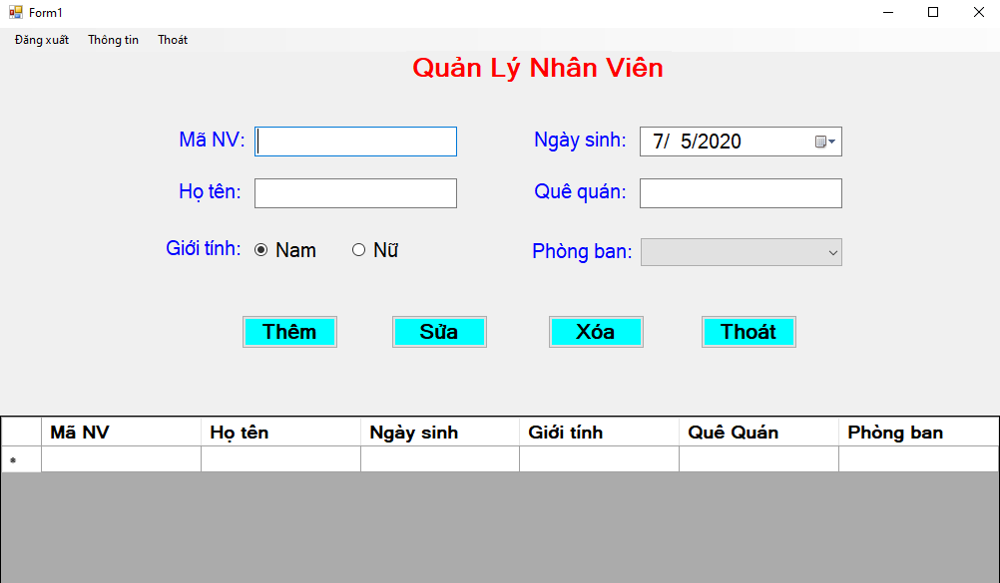 Form1
Đăng xuất Thông tin Thoát
Quản Lý Nhân Viên
Mã NV: Ngày sinh: 7/ 5/2020
Họ tên: Quê quán:
Giới tính: Nam Nữ Phòng ban:
Thêm Sửa Xóa Thoát
Mã NV Họ tên Ngày sinh Giới tính Quê Quán Phòng ban